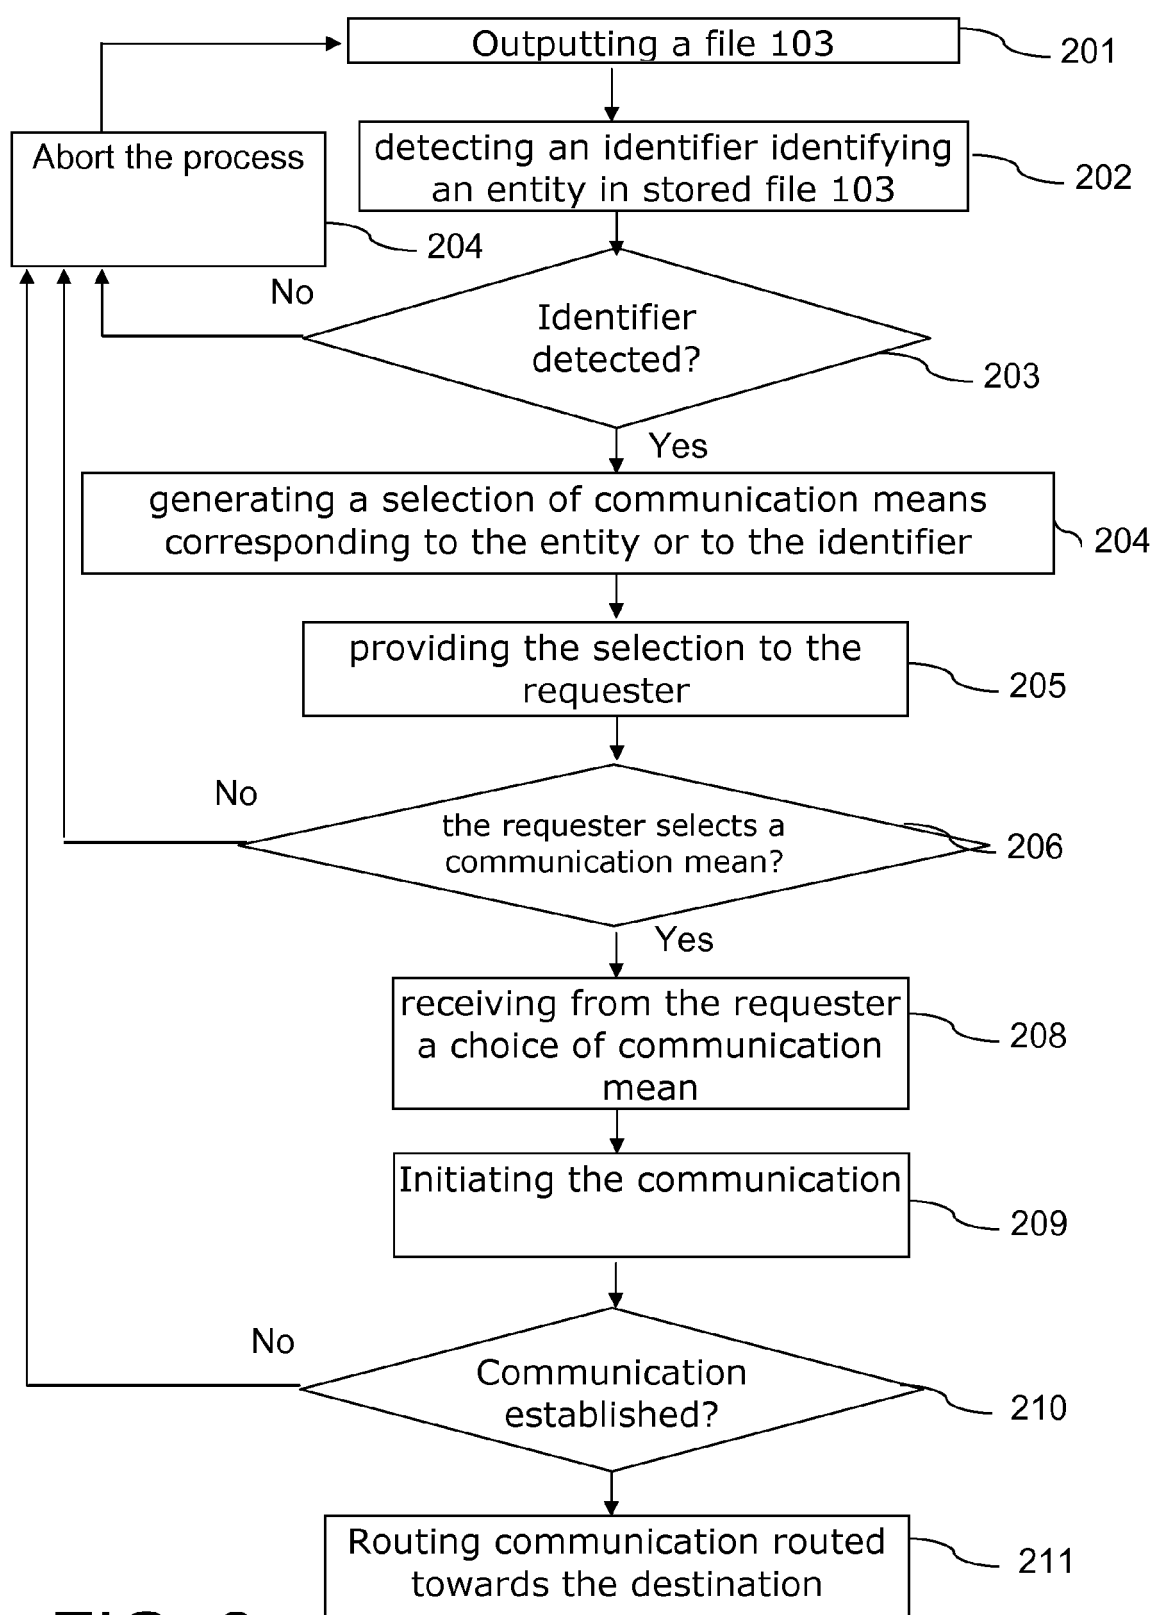 Outputting a file 103
201
Abort the process
204
detecting an identifier identifying
an entity in stored file 103
202
No
Identifier
detected?
203
Yes
generating a selection of communication means
corresponding to the entity or to the identifier
204
providing the selection to the
requester
205
No
the requester selects a
communication mean?
206
Yes
receiving from the requester
a choice of communication
mean
208
Initiating the communication
209
No
Communication
established?
210
Routing communication routed
towards the destination
211